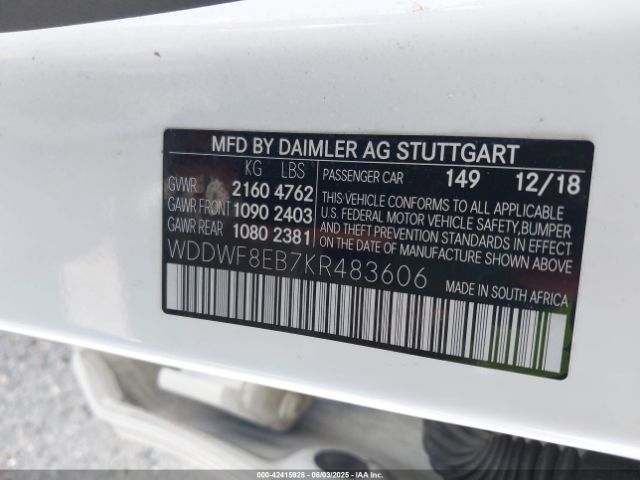 MFD BY DAIMLER AG STUTTGART
KG LBS
GVWR 2160 4762
GAWR FRONT 1090 2403
GAWR REAR 1080 2381
PASSENGER CAR 149 12/18
THIS VEHICLE CONFORMS TO ALL APPLICABLE
U.S. FEDERAL MOTOR VEHICLE SAFETY, BUMPER
AND THEFT PREVENTION STANDARDS IN EFFECT
ON THE DATE OF MANUFACTURE SHOWN ABOVE
WDDWF8EB7KR483606
MADE IN SOUTH AFRICA
000-42415928 - 06/03/2025 - IAAI.COM